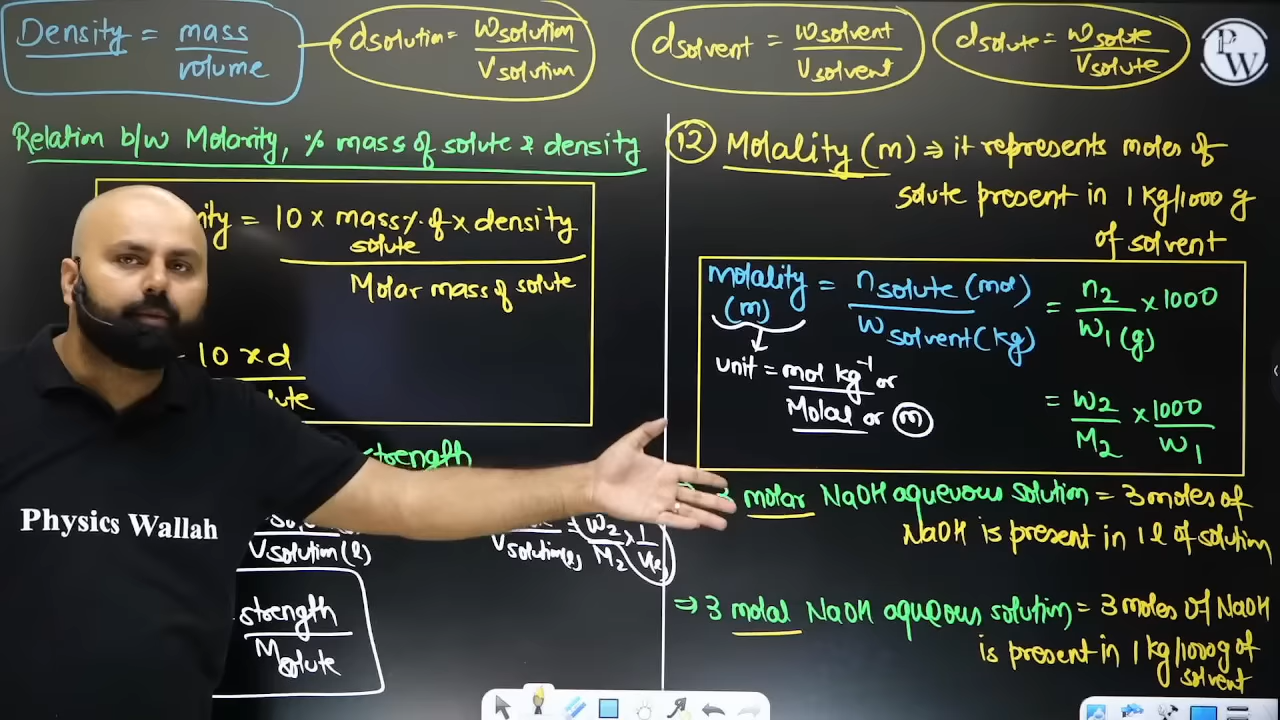 Density = mass / volume
dsolution = wsolution / vsolution
dsolvent = wsolvent / vsolvent
dsolute = wsolute / vsolute
PW
Relation b/w Molarity, % mass of solute & density
= 10 × mass% of solute × density
Molar mass of solute
10 × d
strength
Vsolution(l)
Vsolution(l)
= w2 / M2 ×
strength
Msolute
Physics Wallah
12 Molality (m) ⇒ it represents moles of
solute present in 1 kg/1000 g
of solvent
molality (m) = nsolute (mol) / wsolvent (kg) = n2 / w1(g) × 1000
unit = mol kg⁻¹ or
Molal or m
= w2 / M2 × 1000 / w1
3 molar NaOH aquevous solution = 3 moles of
NaOH is present in 1 l of solution
⇒ 3 molal NaOH aqueous solution = 3 moles of NaOH
is present in 1 kg/1000g of
solvent